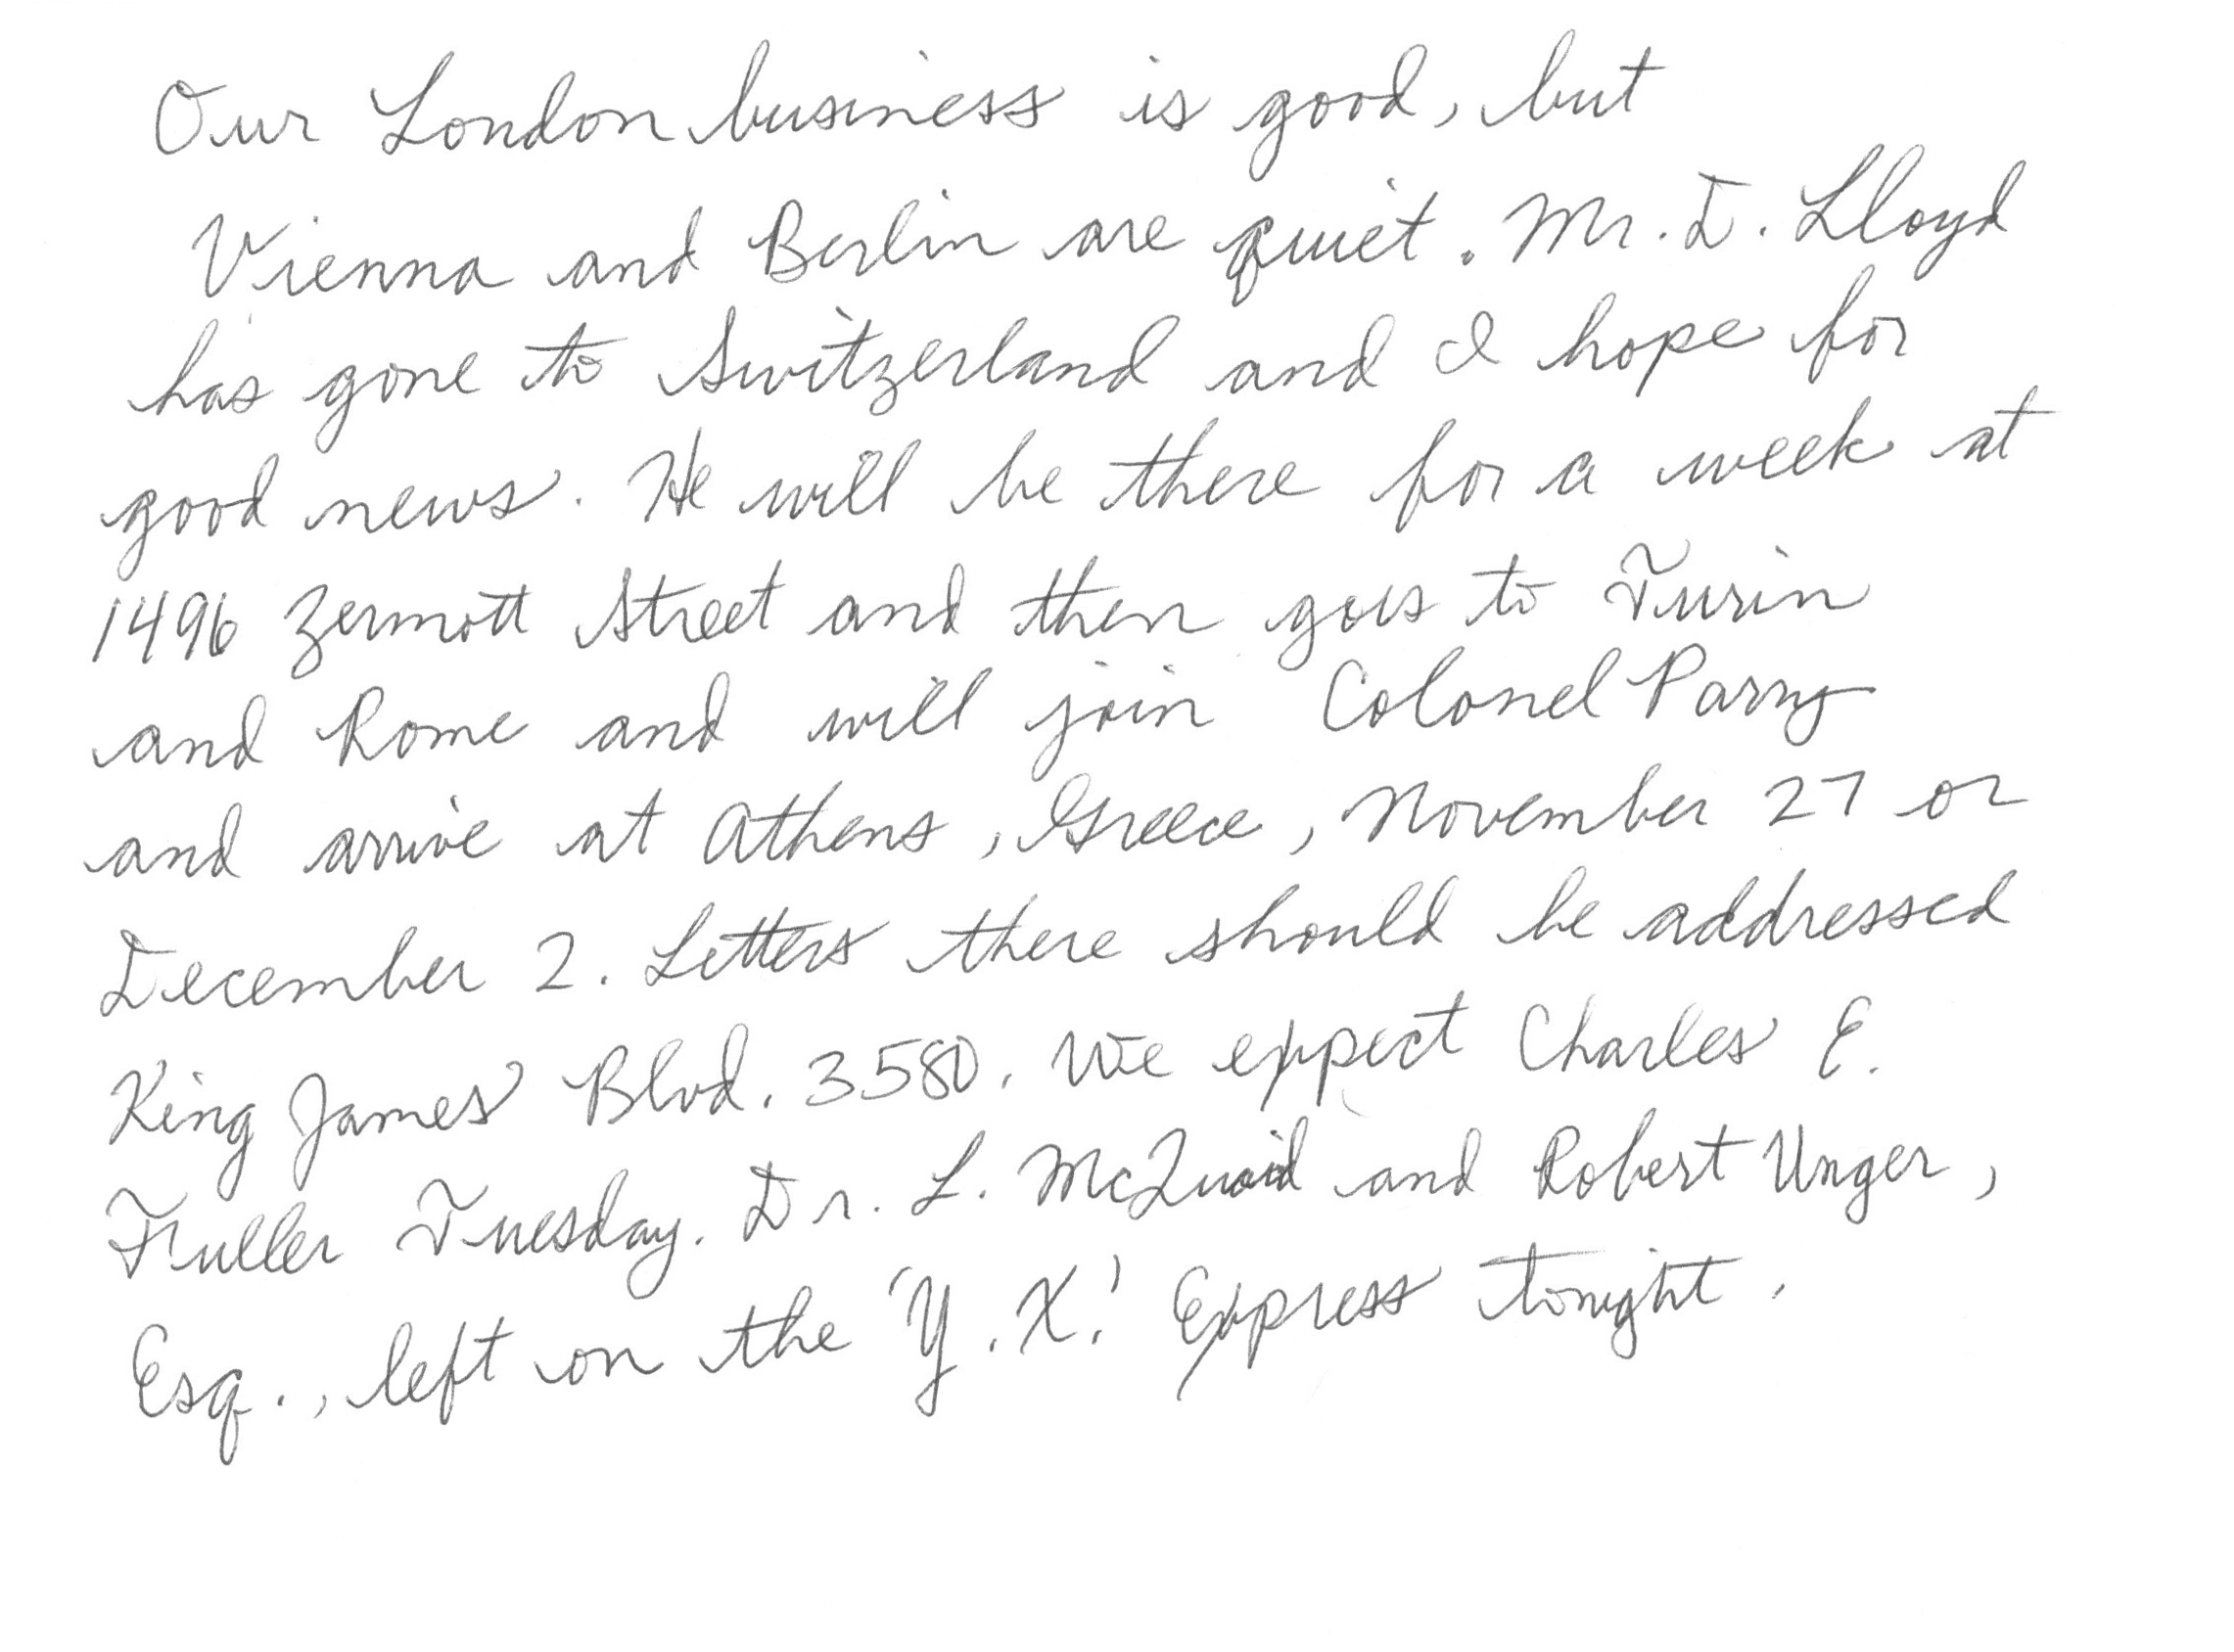 Our London business is good, but
Vienna and Berlin are quiet. Mr. D. Lloyd
has gone to Switzerland and I hope for
good news. He will be there for a week at
1496 Zermott Street and then goes to Turin
and Rome and will join Colonel Parry
and arrive at Athens, Greece, November 27 or
December 2. Letters there should be addressed
King James Blvd. 3580. We expect Charles E.
Fuller Tuesday. Dr. L. McQuaid and Robert Unger,
Esq., left on the 'Y.X.' Express tonight.